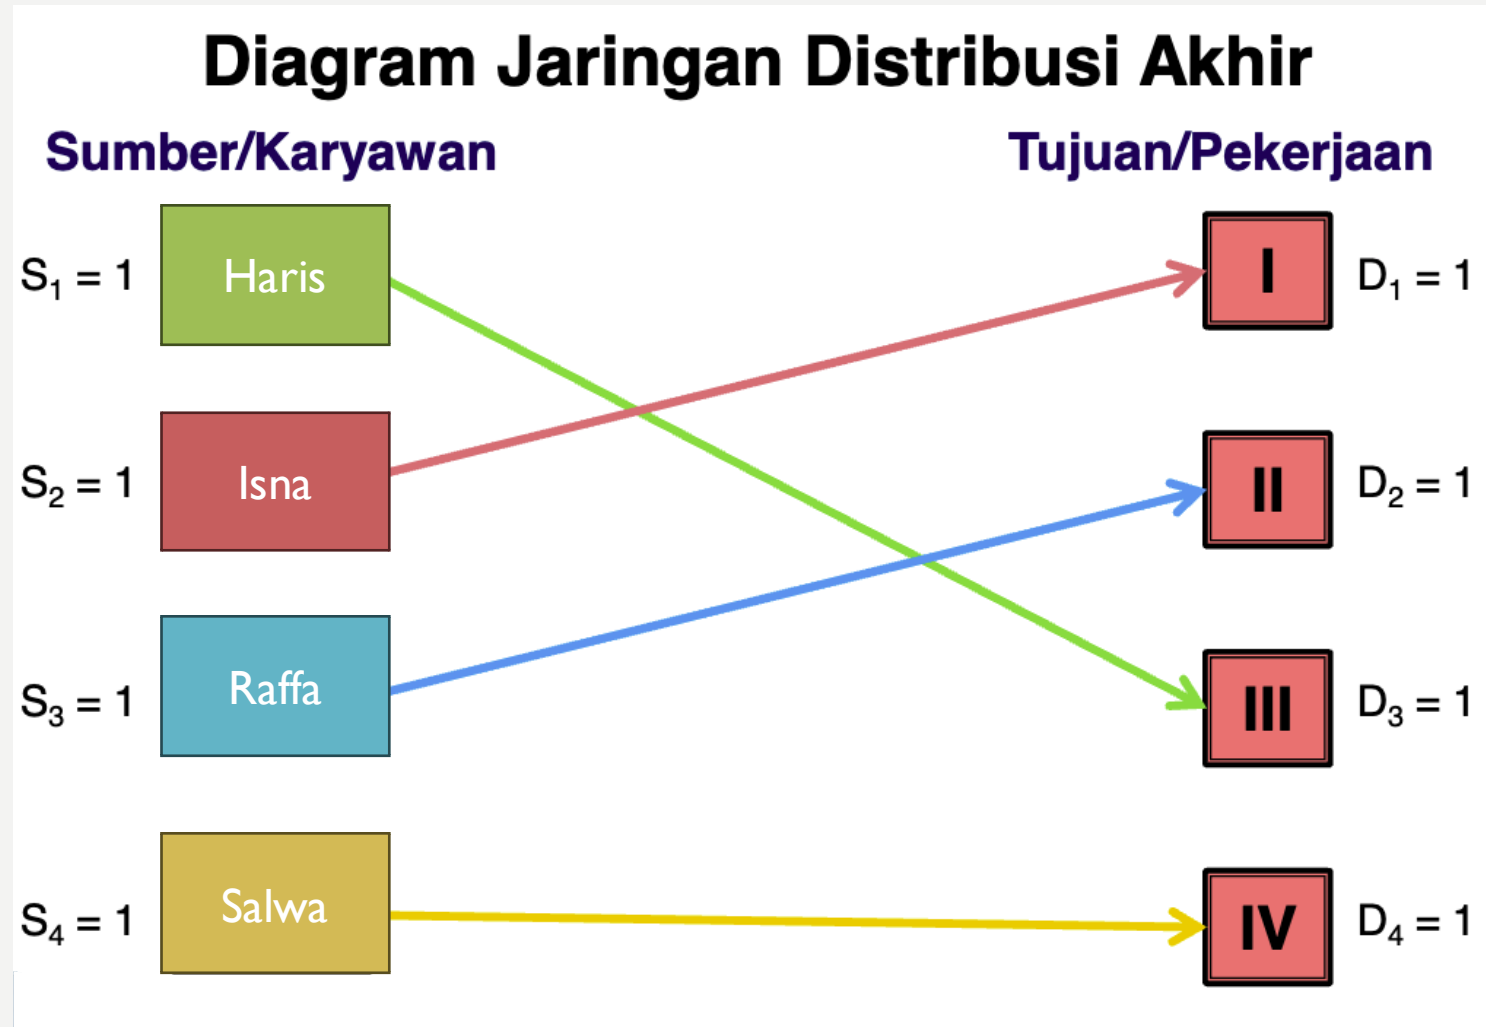 Diagram Jaringan Distribusi Akhir
Sumber/Karyawan
Tujuan/Pekerjaan
S₁ = 1
Haris
I
D₁ = 1
S₂ = 1
Isna
II
D₂ = 1
S₃ = 1
Raffa
III
D₃ = 1
S₄ = 1
Salwa
IV
D₄ = 1